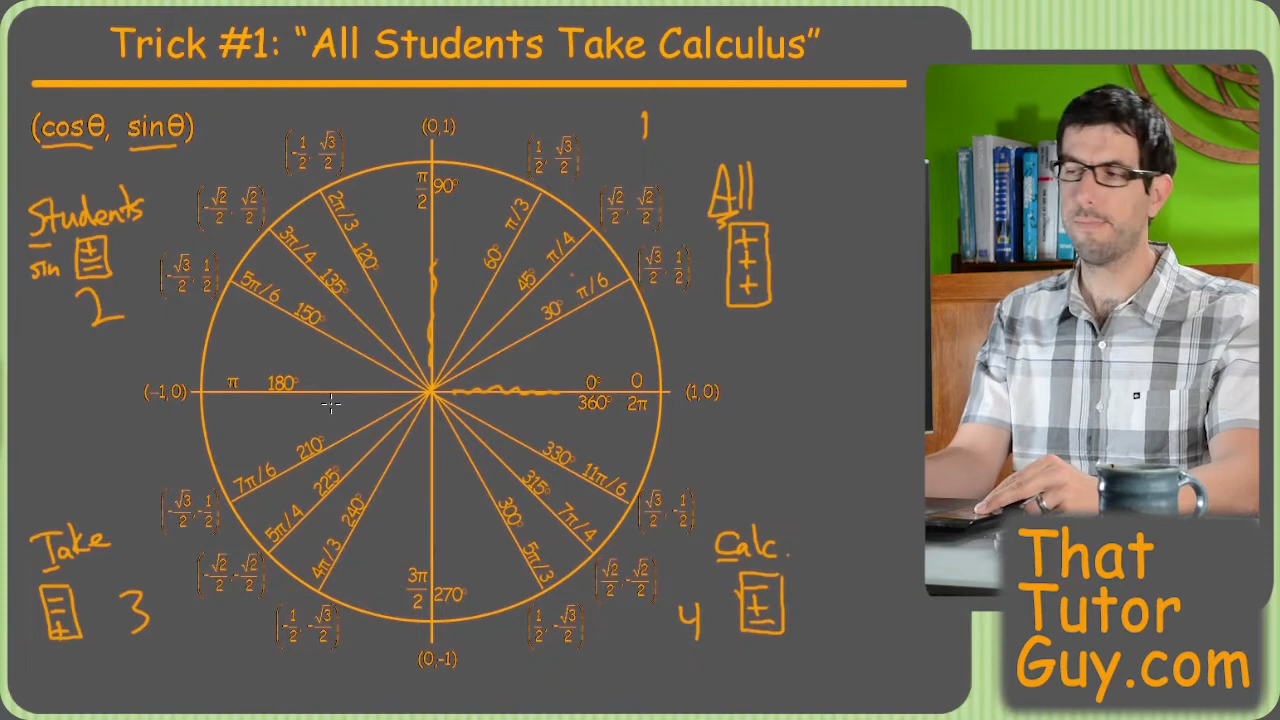 Trick #1: “All Students Take Calculus”
(cosθ, sinθ)
(0,1)
1
(-1/2, √3/2)
(1/2, √3/2)
All
+
+
+
Students
sin
+
–
–
2
(-√2/2, √2/2)
(√2/2, √2/2)
(-√3/2, 1/2)
(√3/2, 1/2)
π/2 90°
2π/3 120°
3π/4 135°
5π/6 150°
π/3 60°
π/4 45°
π/6 30°
(-1,0)
π 180°
0° 0
360° 2π
(1,0)
210° 7π/6
225° 5π/4
240° 4π/3
3π/2 270°
330° 11π/6
315° 7π/4
300° 5π/3
(-√3/2, -1/2)
(√3/2, -1/2)
Take
–
–
+
3
(-√2/2, -√2/2)
(√2/2, -√2/2)
Calc.
–
+
–
4
(-1/2, -√3/2)
(1/2, -√3/2)
(0,-1)
That
Tutor
Guy.com